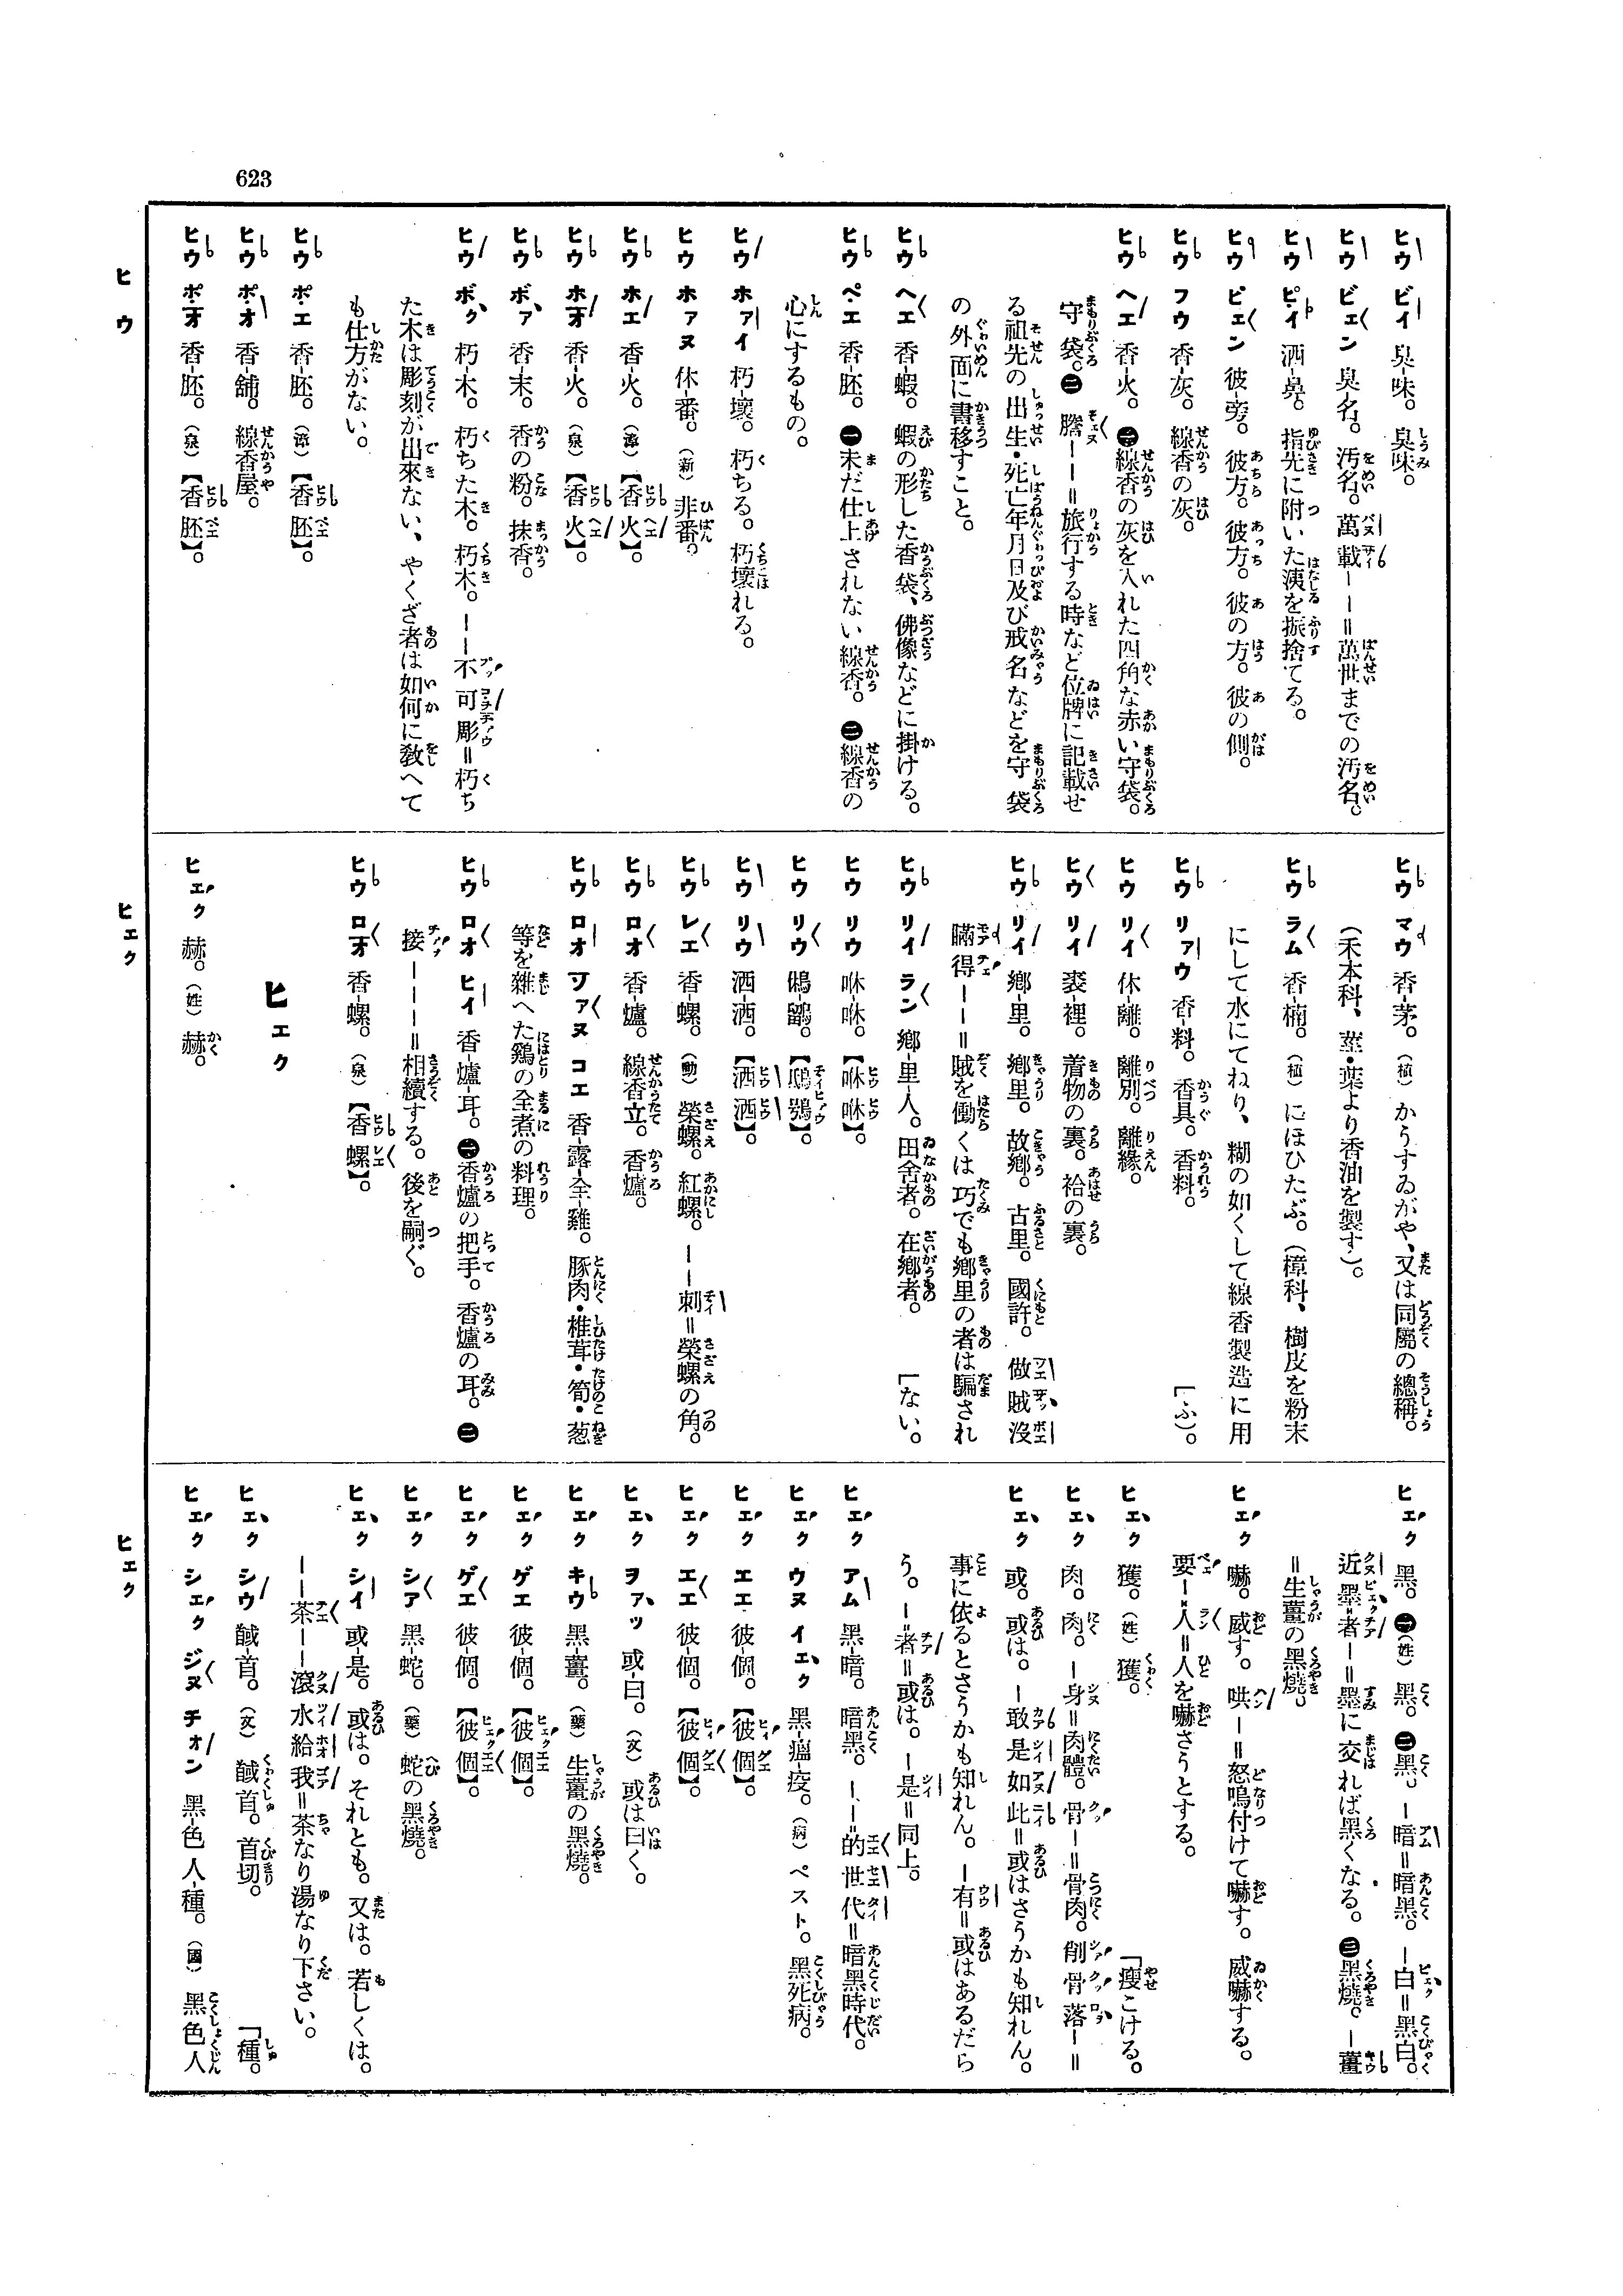 623
ヒウ
ヒウ ビイ 臭-味。臭味。
ヒウ ビェン 臭-名。汚名。萬載ーー＝萬世までの汚名。
ヒウ ピイ 洒-鼻。指先に附いた洟を振捨てる。
ヒウ ピェン 彼-旁。彼方。彼方。彼の方。彼の側。
ヒウ フウ 香-灰。線香の灰。
ヒウ ヘエ 香-火。㊀線香の灰を入れた四角な赤い守袋。
守袋。㊁謄ーー＝旅行する時など位牌に記載せ
る祖先の出生・死亡年月日及び戒名などを守袋
の外面に書移すこと。
ヒウ ヘエ 香-蝦。蝦の形した香袋、佛像などに掛ける。
ヒウ ペエ 香-胚。㊀未だ仕上されない線香。㊁線香の
心にするもの。
ヒウ ホァイ 朽-壞。朽ちる。朽壞れる。
ヒウ ホァヌ 休-番。（新）非番。
ヒウ ホエ 香-火。（漳）【香火】。
ヒウ ホオ 香-火。（泉）【香火】。
ヒウ ボァ 香-末。香の粉。抹香。
ヒウ ボク 朽-木。朽ちた木。朽木。ーー不可彫＝朽ち
た木は彫刻が出來ない、やくざ者は如何に教へて
も仕方がない。
ヒウ ポエ 香-胚。（漳）【香胚】。
ヒウ ポオ 香-舖。線香屋。
ヒウ ポオ 香-胚。（泉）【香胚】。
ヒェク
ヒウ マウ 香-茅。（植）かうすゐがや、又は同屬の總稱。
（禾本科、莖・葉より香油を製す）。
ヒウ ラム 香-楠。（植）にほひたぶ。（樟科、樹皮を粉末
にして水にてねり、糊の如くして線香製造に用
［ふ）。
ヒウ リァウ 香-料。香具。香料。
ヒウ リイ 休-離。離別。離緣。
ヒウ リイ 裘-裡。着物の裏。袷の裏。
ヒウ リイ 鄉-里。鄉里。故鄉。古里。國許。做賊沒
瞞得ーー＝賊を働くは巧でも鄉里の者は騙され
［ない。
ヒウ リイ ラン 鄉-里-人。田舍者。在鄉者。
ヒウ リウ 咻-咻。【咻咻】。
ヒウ リウ 鵂-鶹。【鴟鴞】。
ヒウ リウ 洒-洒。【洒洒】。
ヒウ レエ 香-螺。（動）榮螺。紅螺。ーー刺＝榮螺の角。
ヒウ ロオ 香-爐。線香立。香爐。
ヒウ ロオ ツァヌ コエ 香-露-全-雞。豚肉・椎茸・筍・葱
等を雜へた鷄の全煮の料理。
ヒウ ロオ ヒイ 香-爐-耳。㊀香爐の把手。香爐の耳。㊁
接ーーー＝相續する。後を嗣ぐ。
ヒウ ロオ 香-螺。（泉）【香螺】。
ヒェク
ヒェク 赫。（姓）赫。
ヒェク
ヒェク 黑。㊀（姓）黑。㊁黑。ー暗＝暗黑。ー白＝黑白。
近墨者ー＝墨に交れば黑くなる。㊂黑燒。ー薑
＝生薑の黑燒。
ヒェク 嚇。威す。哄ー＝怒鳴付けて嚇す。威嚇する。
要ー人＝人を嚇さうとする。
ヒェク 獲。（姓）獲。
「瘦こける。
ヒェク 肉。肉。ー身＝肉體。骨ー＝骨肉。削骨落ー＝
ヒェク 或。或は。ー敢是如此＝或はさうかも知れん。
事に依るとさうかも知れん。ー有＝或はあるだら
う。ー者＝或は。ー是＝同上。
ヒェク アム 黑-暗。暗黑。ーー的世代＝暗黑時代。
ヒェク ウヌ イェク 黑-瘟-疫。（病）ペスト。黑死病。
ヒェク エエ 彼-個。【彼個】。
ヒェク エエ 彼-個。【彼個】。
ヒェク ヲァッ 或-曰。（文）或は曰く。
ヒェク キウ 黑-薑。（藥）生薑の黑燒。
ヒェク ゲエ 彼-個。【彼個】。
ヒェク ゲエ 彼-個。【彼個】。
ヒェク シア 黑-蛇。（藥）蛇の黑燒。
ヒェク シイ 或-是。或は。それとも。又は。若しくは。
ーー茶ーー滾水給我＝茶なり湯なり下さい。
ヒェク シウ 馘-首。（文）馘首。首切。
「種。
ヒェク シェク ジヌ チオン 黑-色人-種。（國）黑色人